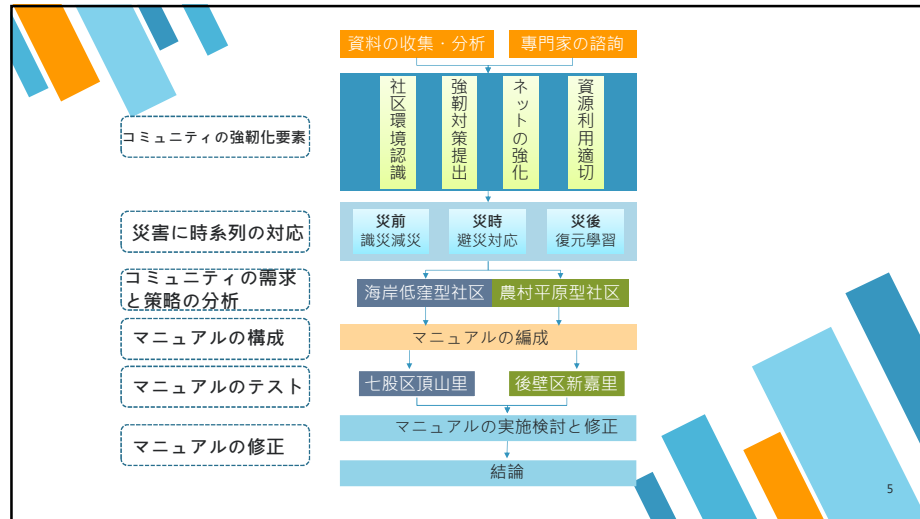 資料の収集・分析
專門家の諮詢
コミュニティの強靭化要素
社区環境認識
強靭対策提出
ネットの強化
資源利用適切
災害に時系列の対応
災前
識災減災
災時
避災対応
災後
復元學習
コミュニティの需求
と策略の分析
海岸低窪型社区
農村平原型社区
マニュアルの構成
マニュアルの編成
マニュアルのテスト
七股区頂山里
後壁区新嘉里
マニュアルの修正
マニュアルの実施検討と修正
結論
5